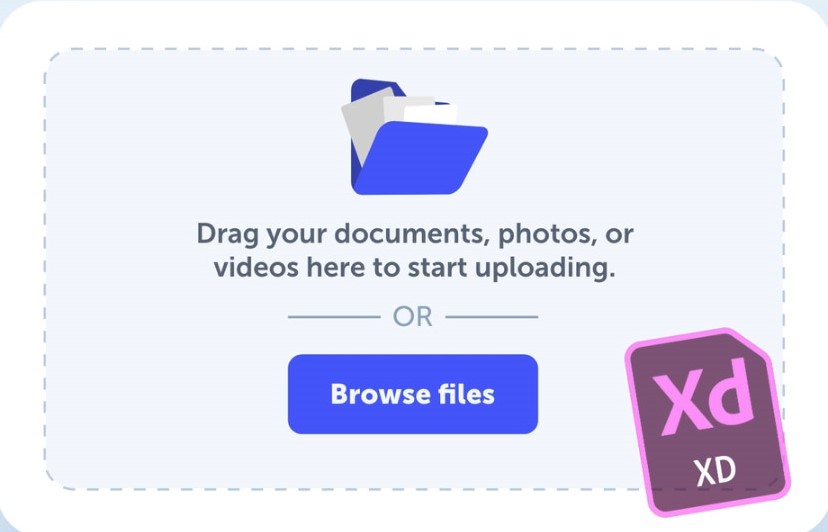 Drag your documents, photos, or
videos here to start uploading.
OR
Browse files
Xd
XD